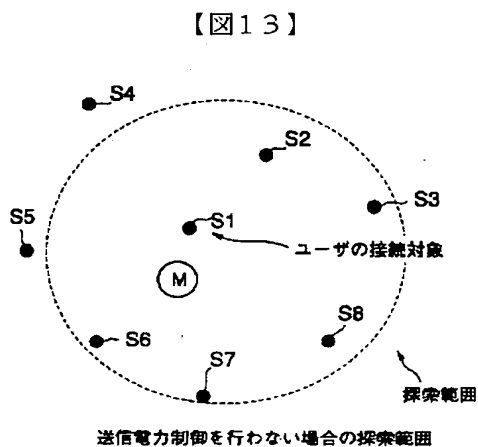 【図13】
S4
S2
S3
S5
S1
ユーザの接続対象
M
S8
S6
S7
探索範囲
送信電力制御を行わない場合の探索範囲